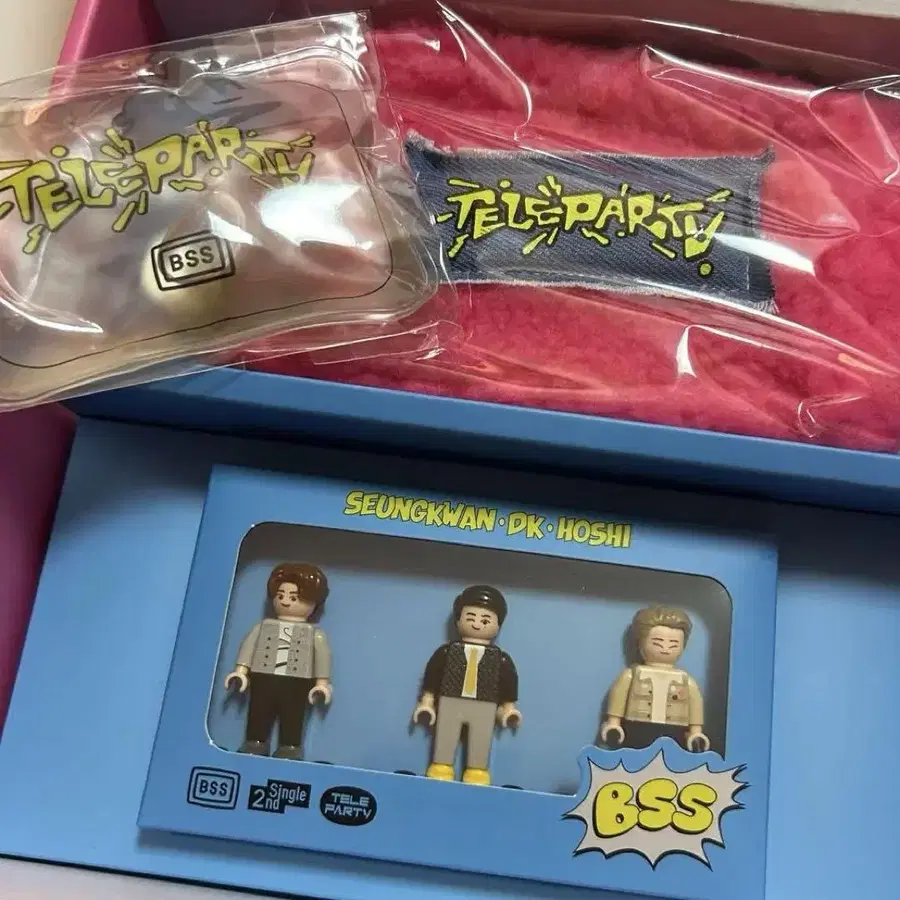 TELEPARTY
BSS
TELEPARTY
SEUNGKWAN·DK·HOSHI
BSS
2nd Single
TELE
PARTY
BSS